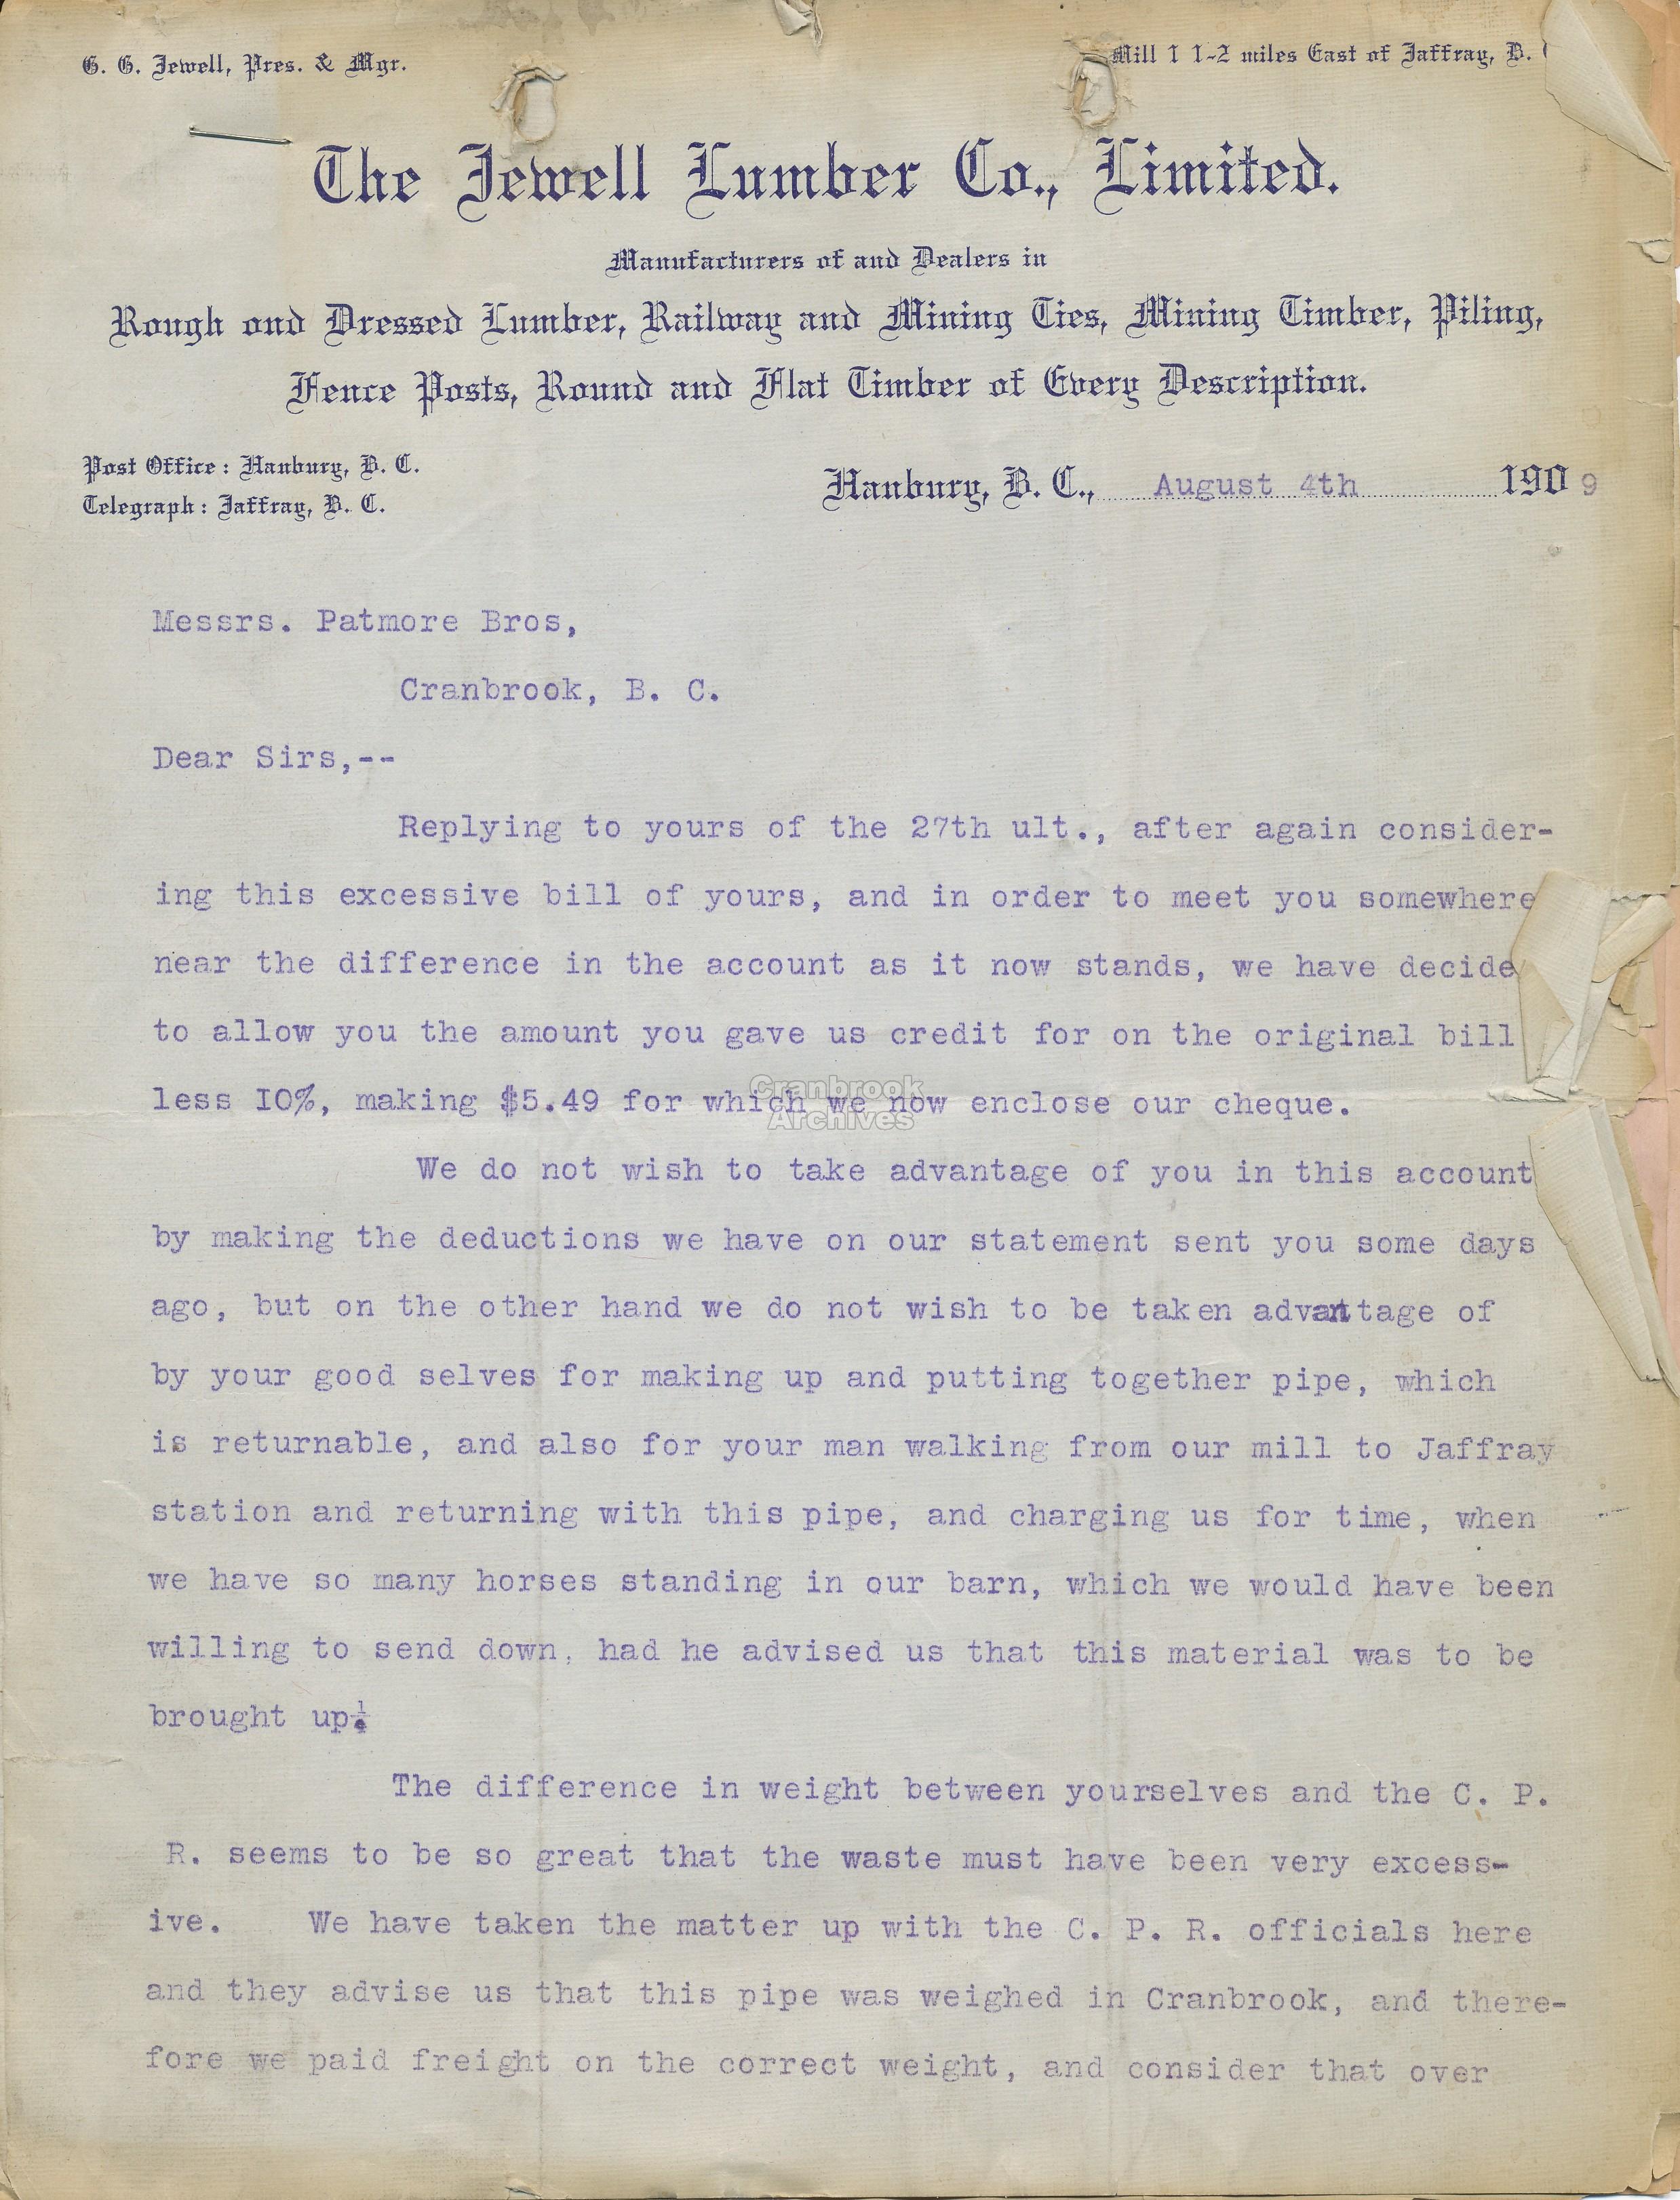 G. G. Jewell, Pres. & Mgr.
Mill 1 1-2 miles East of Jaffray, B.
The Jewell Lumber Co., Limited.
Manufacturers of and Dealers in
Rough ond Dressed Lumber, Railway and Mining Ties, Mining Timber, Piling,
Fence Posts, Round and Flat Timber of Every Description.
Post Office: Hanbury, B. C.
Telegraph: Jaffray, B. C.
Hanbury, B. C., August 4th 1909
Messrs. Patmore Bros,
Cranbrook, B. C.
Dear Sirs,--
Replying to yours of the 27th ult., after again consider-
ing this excessive bill of yours, and in order to meet you somewhere
near the difference in the account as it now stands, we have decide
to allow you the amount you gave us credit for on the original bill
less IO%, making $5.49 for which we now enclose our cheque.
Cranbrook
Archives
We do not wish to take advantage of you in this account
by making the deductions we have on our statement sent you some days
ago, but on the other hand we do not wish to be taken advantage of
by your good selves for making up and putting together pipe, which
is returnable, and also for your man walking from our mill to Jaffray
station and returning with this pipe, and charging us for time, when
we have so many horses standing in our barn, which we would have been
willing to send down, had he advised us that this material was to be
brought up.
The difference in weight between yourselves and the C. P.
R. seems to be so great that the waste must have been very excess-
ive. We have taken the matter up with the C. P. R. officials here
and they advise us that this pipe was weighed in Cranbrook, and there-
fore we paid freight on the correct weight, and consider that over